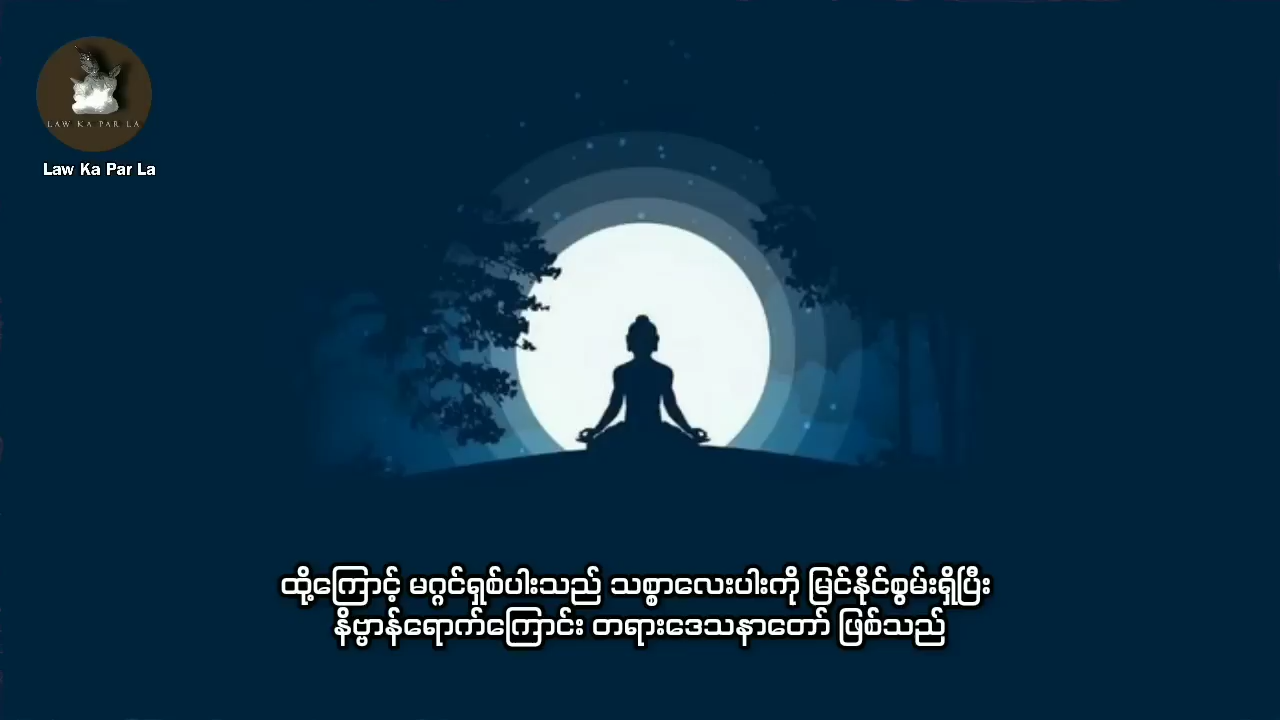 LAW KA PAR LA
Law Ka Par La
ထို့ကြောင့် မဂ္ဂင်ရှစ်ပါးသည် သစ္စာလေးပါးကို မြင်နိုင်စွမ်းရှိပြီး
နိဗ္ဗာန်ရောက်ကြောင်း တရားဒေသနာတော် ဖြစ်သည်